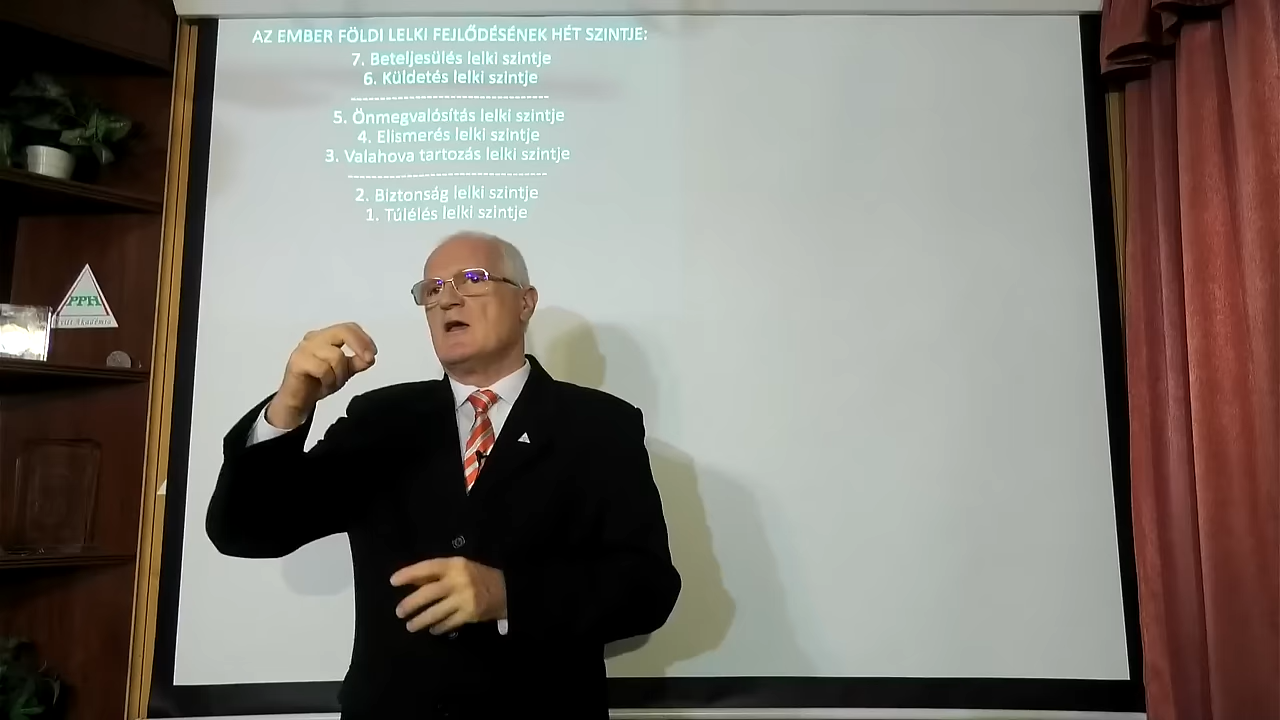 AZ EMBER FÖLDI LELKI FEJLŐDÉSÉNEK HÉT SZINTJE:
7. Beteljesülés lelki szintje
6. Küldetés lelki szintje
----------------------------------
5. Önmegvalósítás lelki szintje
4. Elismerés lelki szintje
3. Valahova tartozás lelki szintje
----------------------------------
2. Biztonság lelki szintje
1. Túlélés lelki szintje
PPH
Akadémia